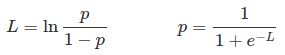 L = ln p/(1 − p)    p = 1/(1 + e^{−L})